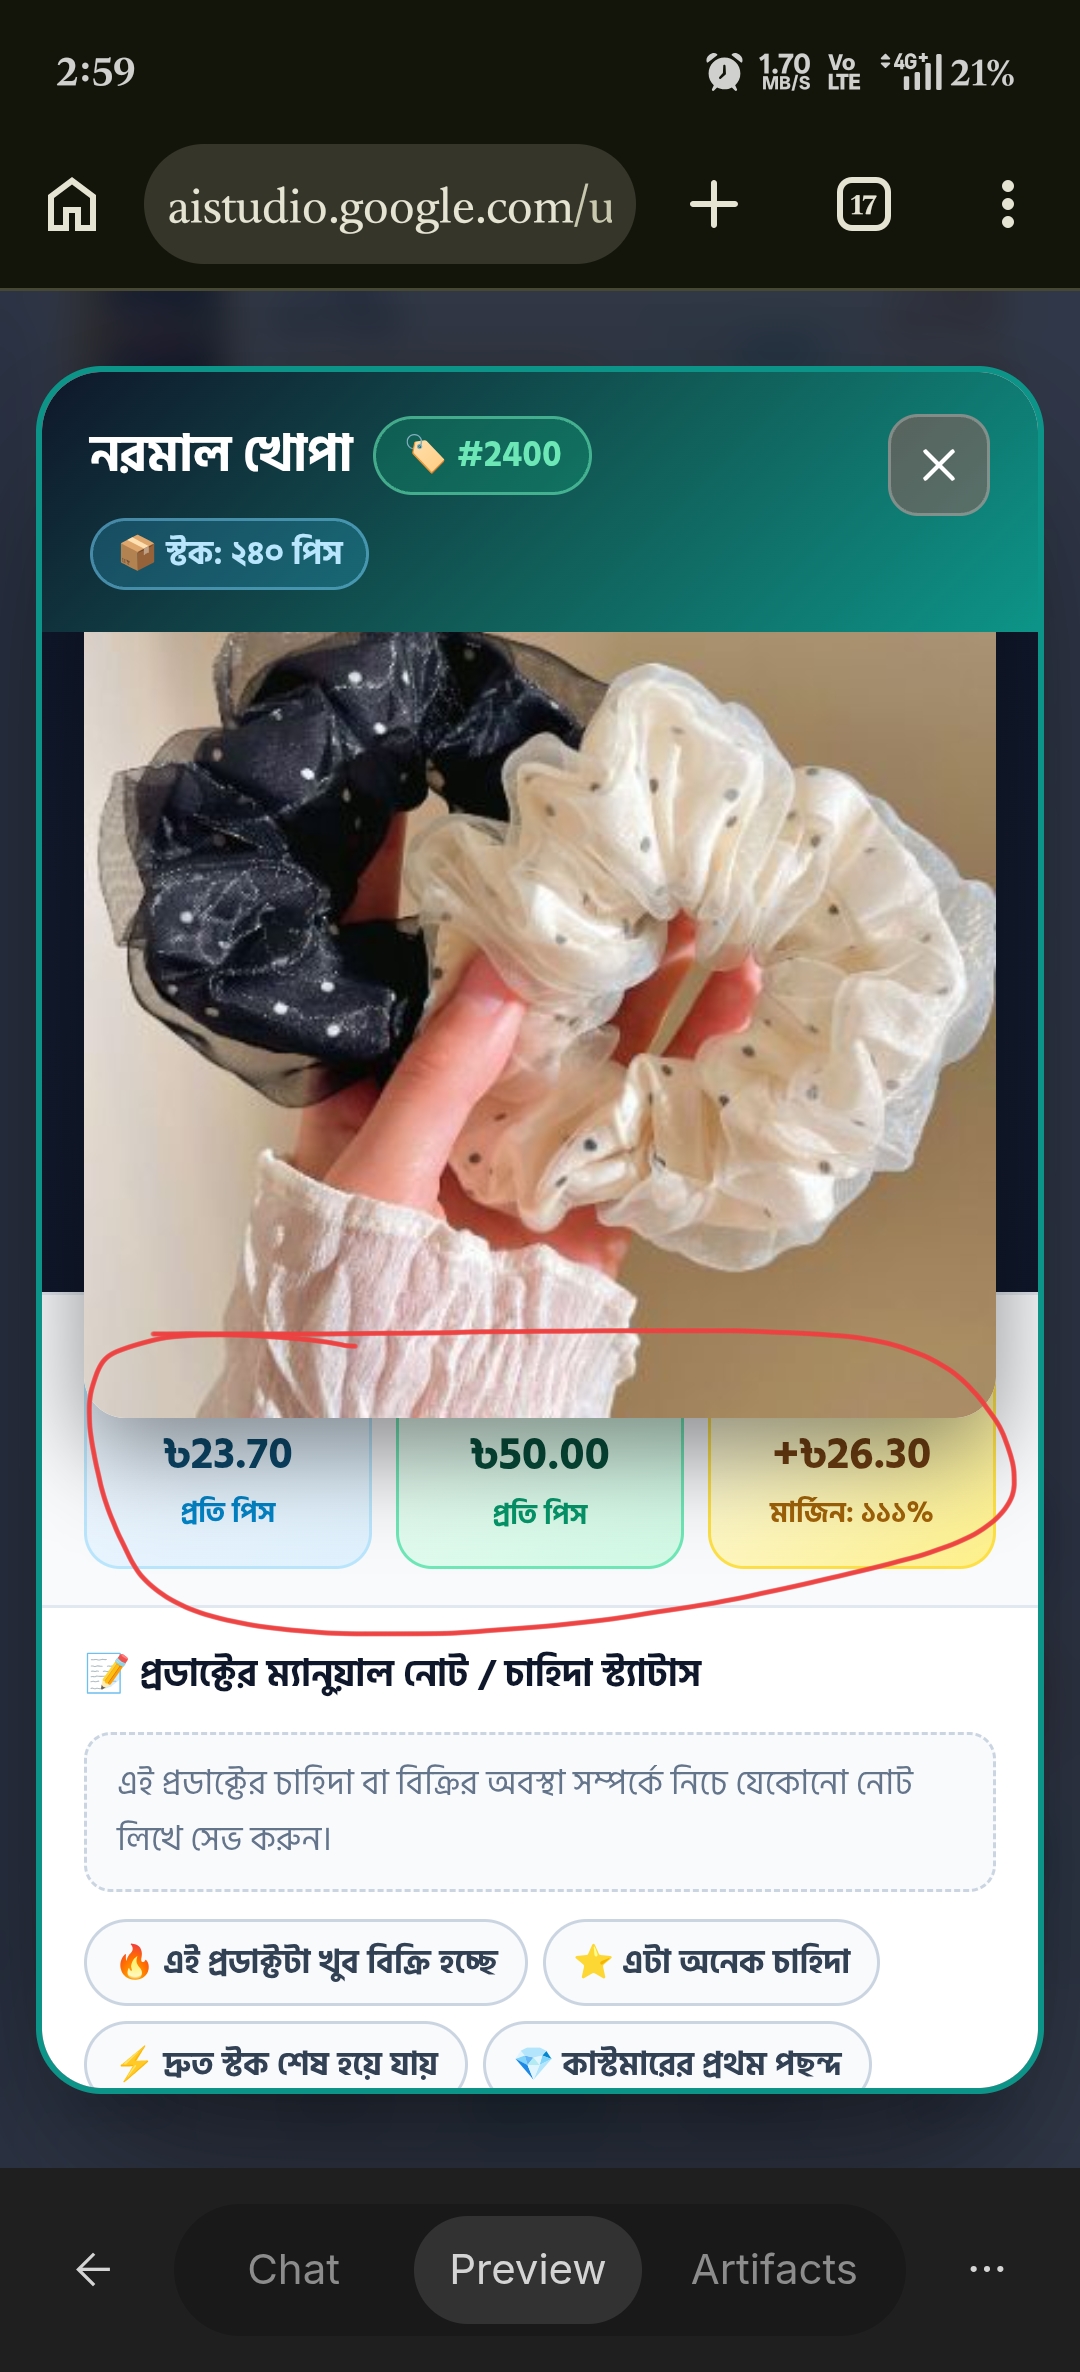 2:59
1.70 MB/S
Vo LTE
4G+
21%
aistudio.google.com/u
17
নরমাল খোপা
🏷️ #2400
📦 স্টক: ২৪০ পিস
৳23.70
৳50.00
+৳26.30
প্রতি পিস
প্রতি পিস
মার্জিন: ১১১%
📝 প্রডাক্টের ম্যানুয়াল নোট / চাহিদা স্ট্যাটাস
এই প্রডাক্টের চাহিদা বা বিক্রির অবস্থা সম্পর্কে নিচে যেকোনো নোট
লিখে সেভ করুন।
🔥 এই প্রডাক্টটা খুব বিক্রি হচ্ছে
⭐ এটা অনেক চাহিদা
⚡ দ্রুত স্টক শেষ হয়ে যায়
💎 কাস্টমারের প্রথম পছন্দ
Chat
Preview
Artifacts